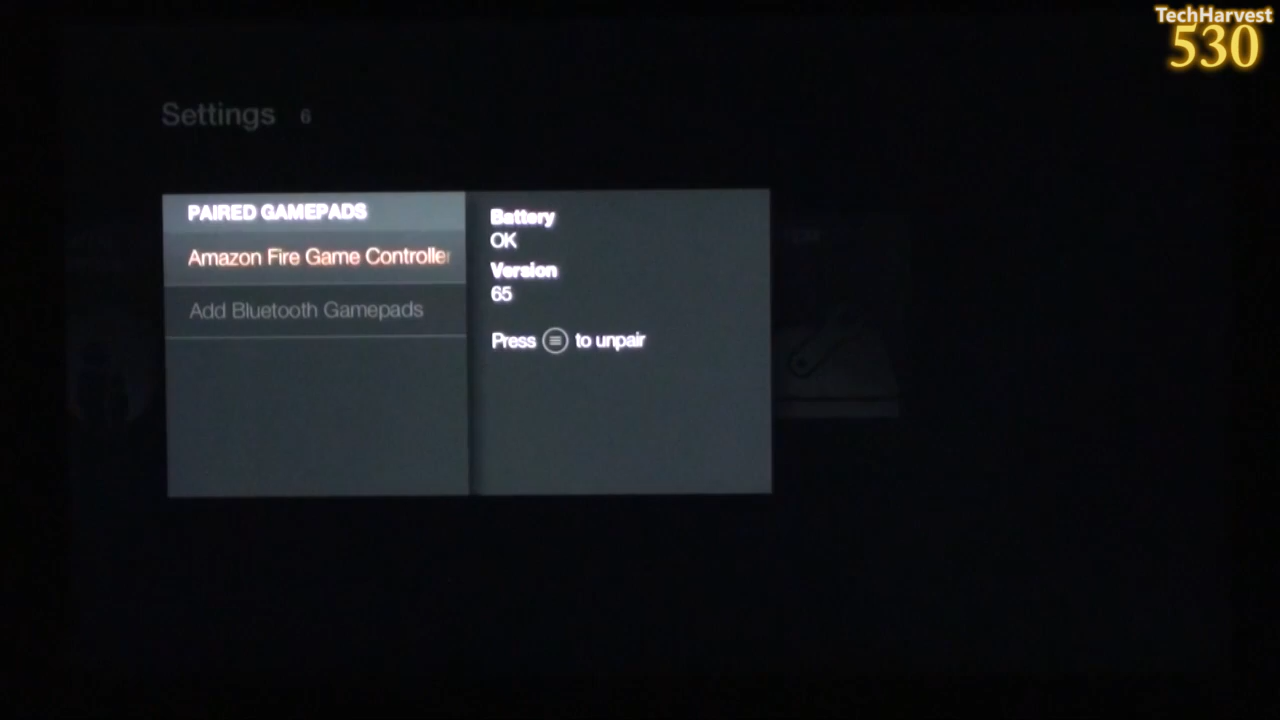 TechHarvest
530
Settings 6
PAIRED GAMEPADS
Amazon Fire Game Controller
Add Bluetooth Gamepads
Battery
OK
Version
65
Press to unpair